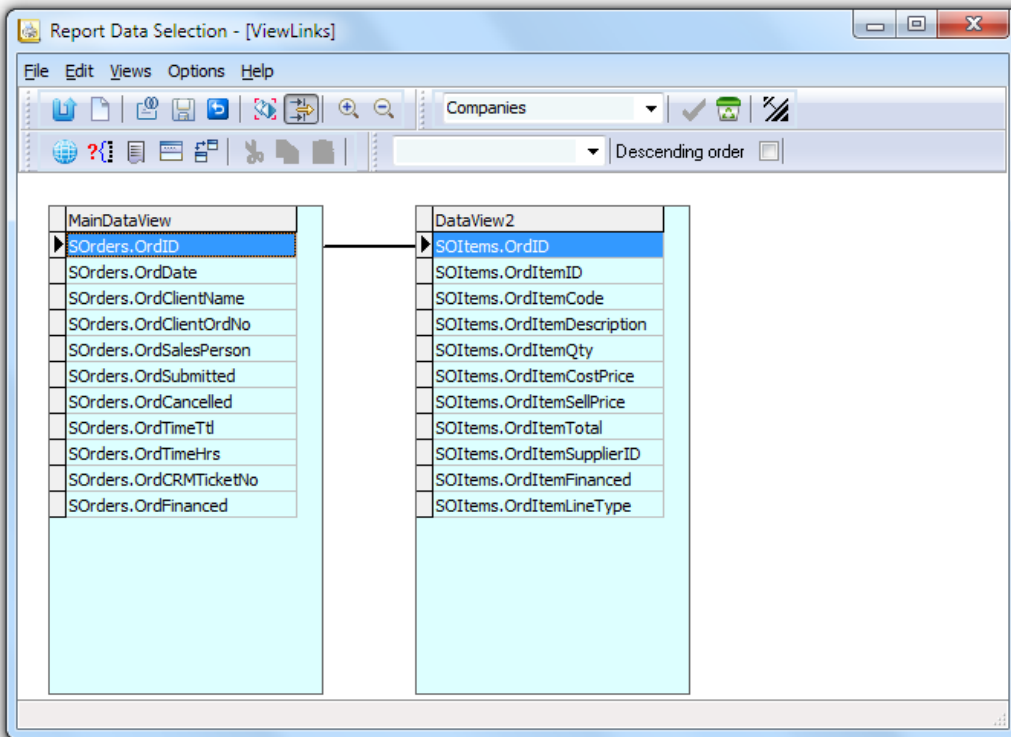 Report Data Selection - [ViewLinks]
File Edit Views Options Help
Companies
?{}
Descending order
MainDataView
SOrders.OrdID
SOrders.OrdDate
SOrders.OrdClientName
SOrders.OrdClientOrdNo
SOrders.OrdSalesPerson
SOrders.OrdSubmitted
SOrders.OrdCancelled
SOrders.OrdTimeTtl
SOrders.OrdTimeHrs
SOrders.OrdCRMTicketNo
SOrders.OrdFinanced
DataView2
SOItems.OrdID
SOItems.OrdItemID
SOItems.OrdItemCode
SOItems.OrdItemDescription
SOItems.OrdItemQty
SOItems.OrdItemCostPrice
SOItems.OrdItemSellPrice
SOItems.OrdItemTotal
SOItems.OrdItemSupplierID
SOItems.OrdItemFinanced
SOItems.OrdItemLineType